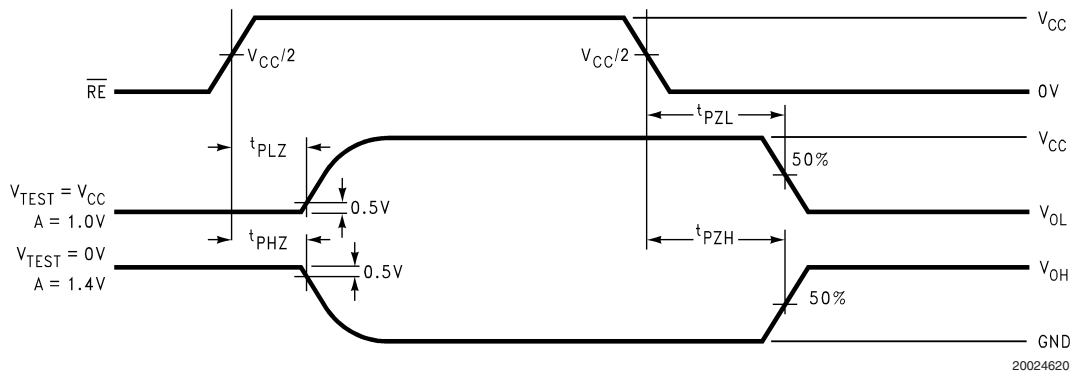 V_CC
V_CC/2
V_CC/2
R̅E̅
0V
t_PZL
V_CC
t_PLZ
50%
V_TEST = V_CC
A = 1.0V
0.5V
V_OL
t_PHZ
t_PZH
V_TEST = 0V
A = 1.4V
0.5V
V_OH
50%
GND
20024620